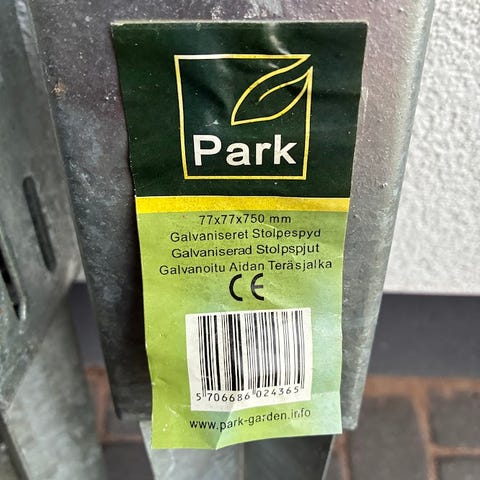 Park
77x77x750 mm
Galvaniseret Stolpespyd
Galvaniserad Stolpspjut
Galvanoitu Aidan Teräsjalka
CE
5 706686 024365
www.park-garden.info